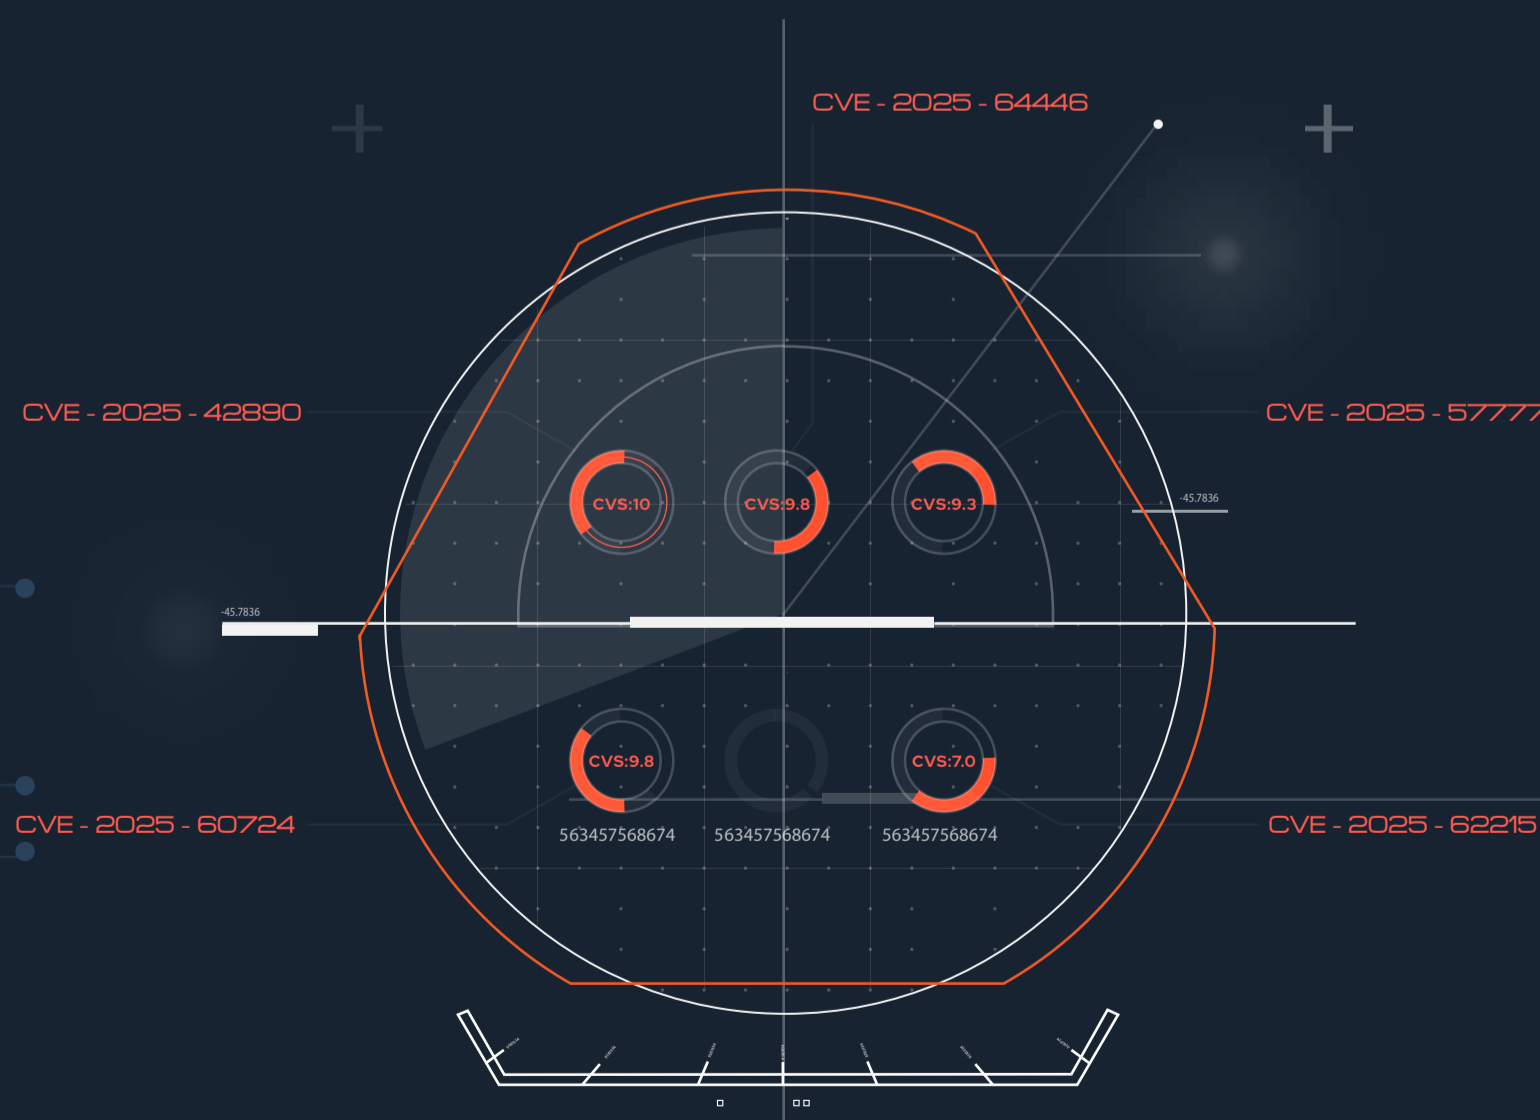 CVE - 2025 - 64446
CVE - 2025 - 42890
CVE - 2025 - 57777
-45.7836
CVS:10
CVS:9.8
CVS:9.3
-45.7836
CVS:9.8
CVS:7.0
CVE - 2025 - 60724
CVE - 2025 - 62215
563457568674
563457568674
563457568674